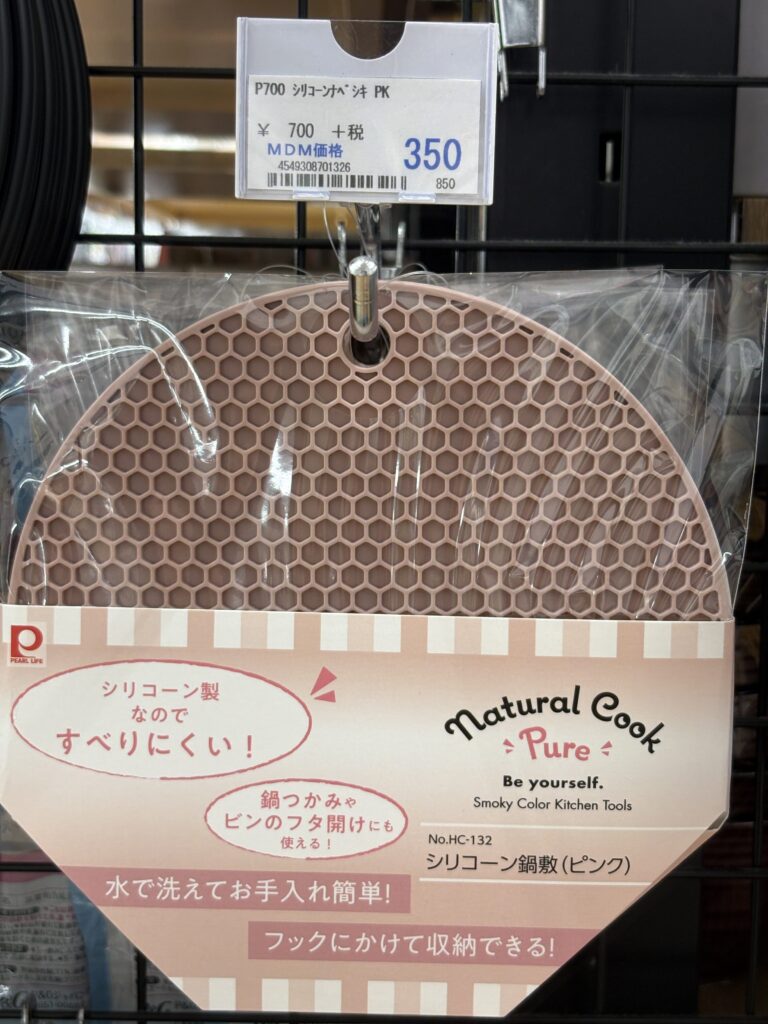 P700 シリコーンナベシキ PK
¥ 700 +税
MDM価格
350
4549308701326
850
P
PEARL LIFE
シリコーン製
なので
すべりにくい!
Natural Cook
Pure
Be yourself.
Smoky Color Kitchen Tools
鍋つかみや
ビンのフタ開けにも
使える!
No.HC-132
シリコーン鍋敷(ピンク)
水で洗えてお手入れ簡単!
フックにかけて収納できる!